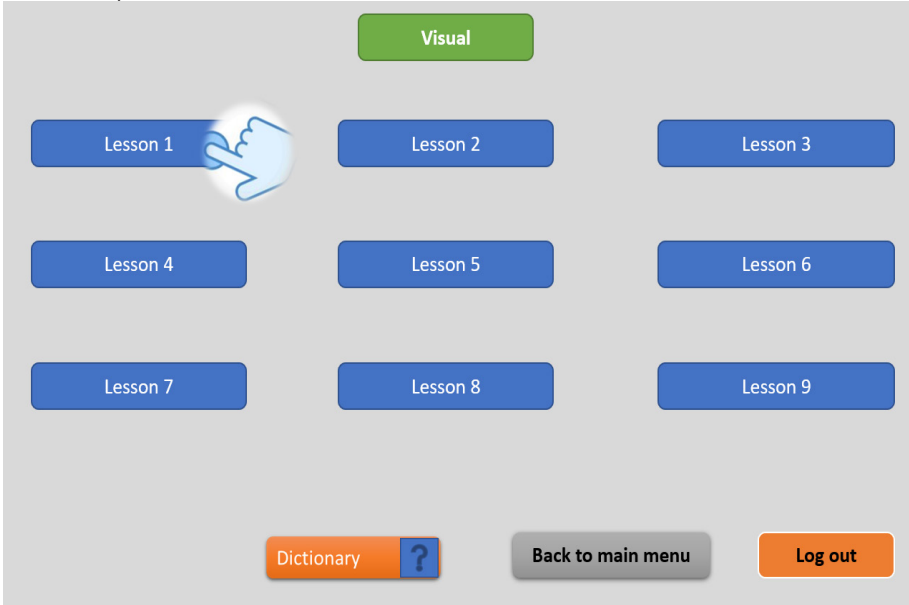 Visual
Lesson 1
Lesson 2
Lesson 3
Lesson 4
Lesson 5
Lesson 6
Lesson 7
Lesson 8
Lesson 9
Dictionary ?
Back to main menu
Log out